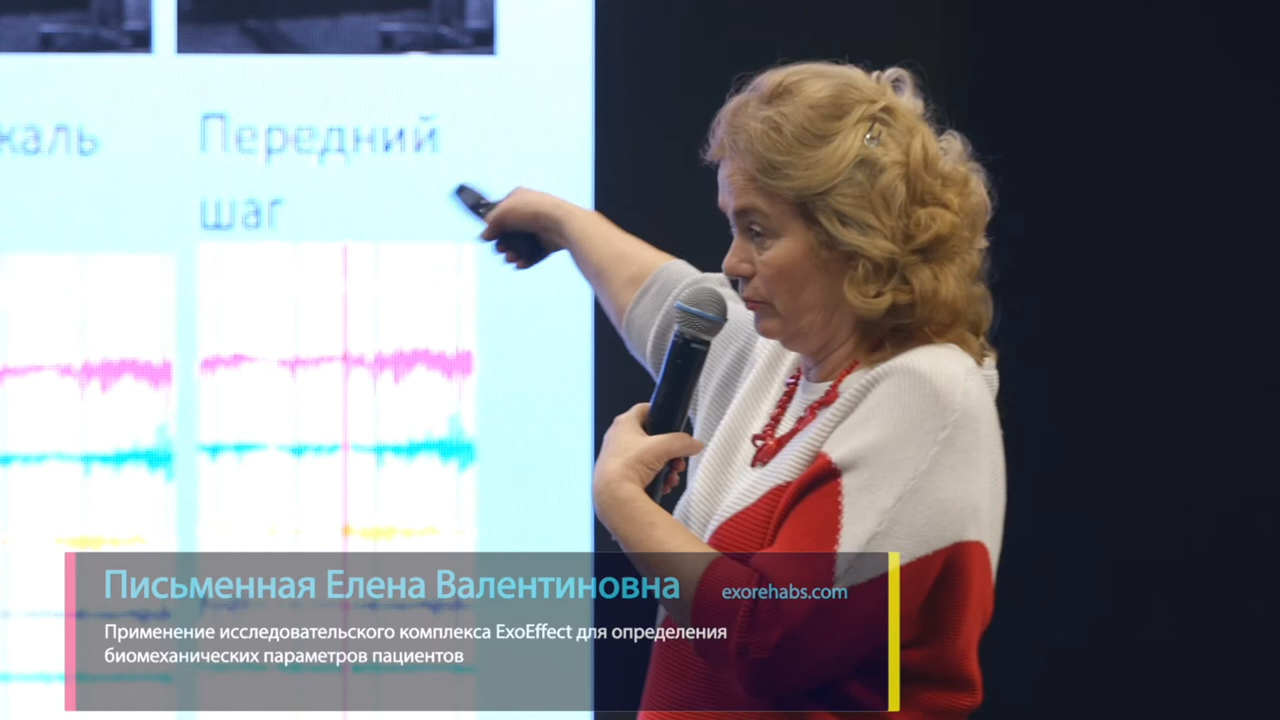 каль
Передний
шаг
Письменная Елена Валентиновна
exorehabs.com
Применение исследовательского комплекса ExoEffect для определения
биомеханических параметров пациентов